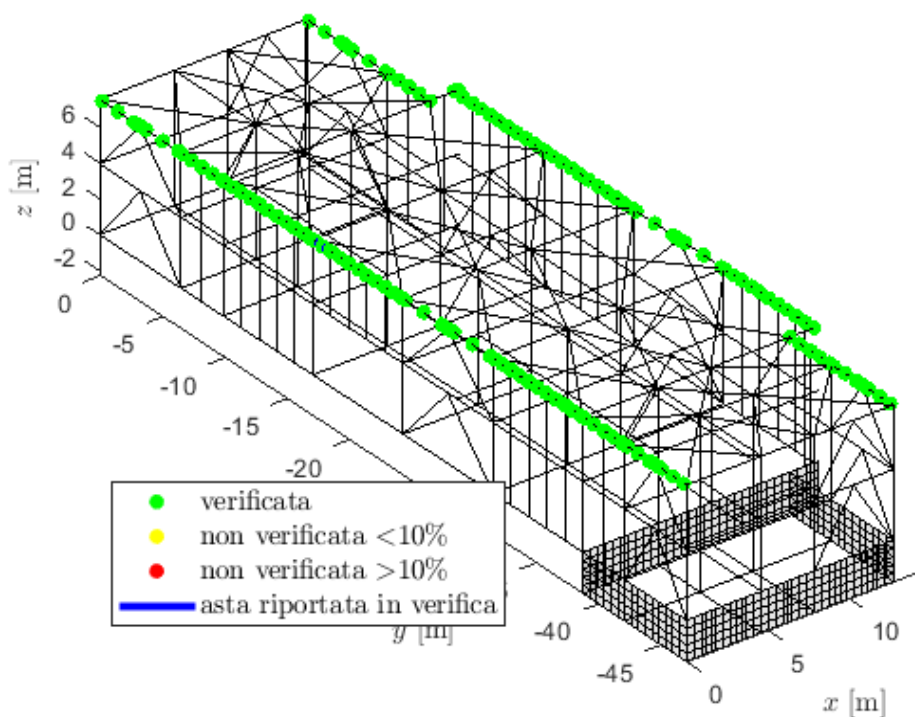 6
4
2
0
-2
z [m]
0
-5
-10
-15
-20
verificata
non verificata <10%
non verificata >10%
asta riportata in verifica
y [m]
-40
-45
0
5
10
x [m]